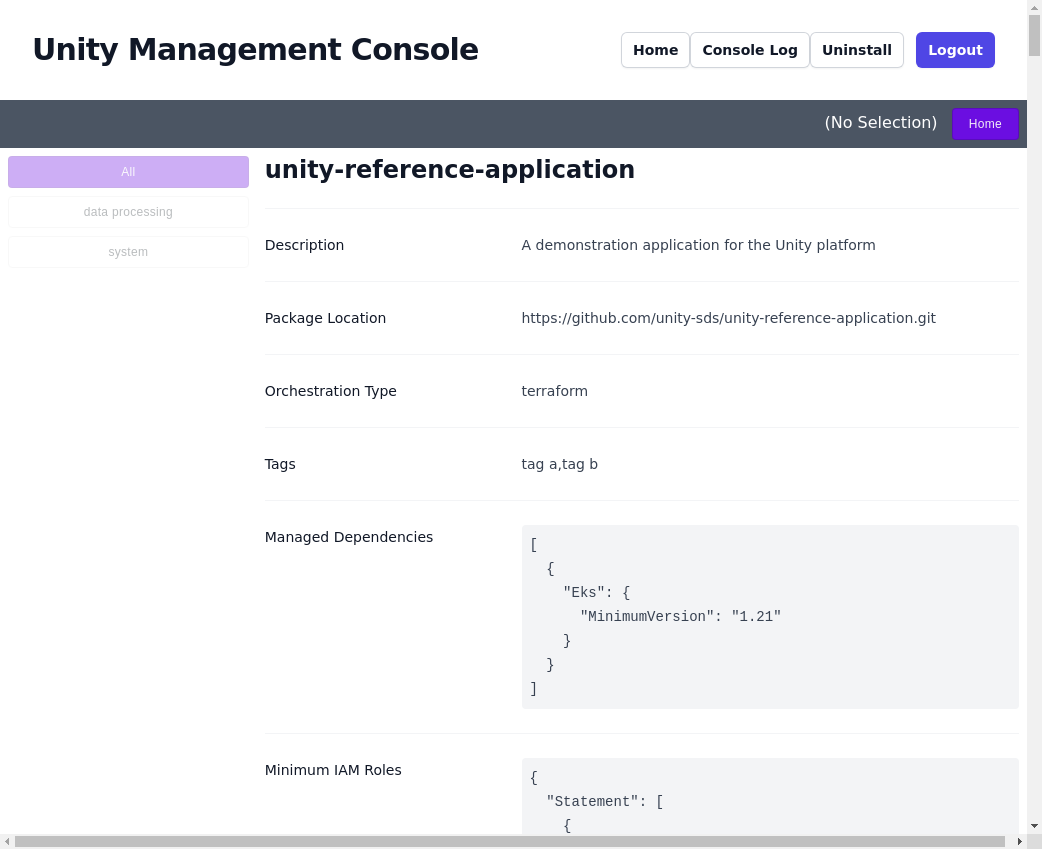 Unity Management Console
Home
Console Log
Uninstall
Logout
(No Selection)
Home
All
data processing
system
unity-reference-application
Description
A demonstration application for the Unity platform
Package Location
https://github.com/unity-sds/unity-reference-application.git
Orchestration Type
terraform
Tags
tag a,tag b
Managed Dependencies
[
  {
    "Eks": {
      "MinimumVersion": "1.21"
    }
  }
]
Minimum IAM Roles
{
  "Statement": [
    {